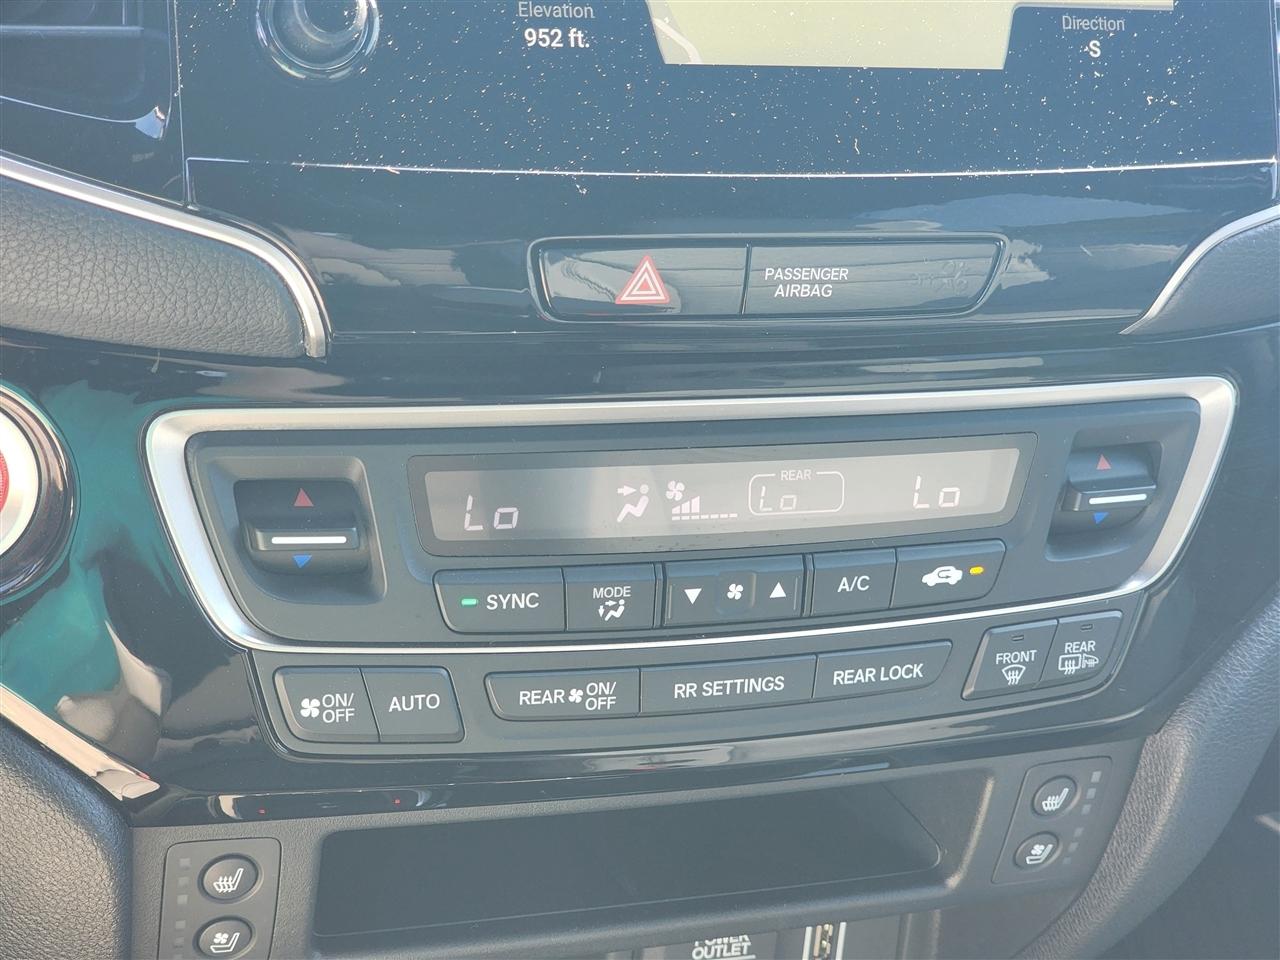 Elevation
952 ft.
Direction
S
PASSENGER
AIRBAG
Lo
REAR
Lo
Lo
SYNC
MODE
A/C
ON/
OFF
AUTO
REAR ON/
OFF
RR SETTINGS
REAR LOCK
FRONT
REAR
POWER
OUTLET